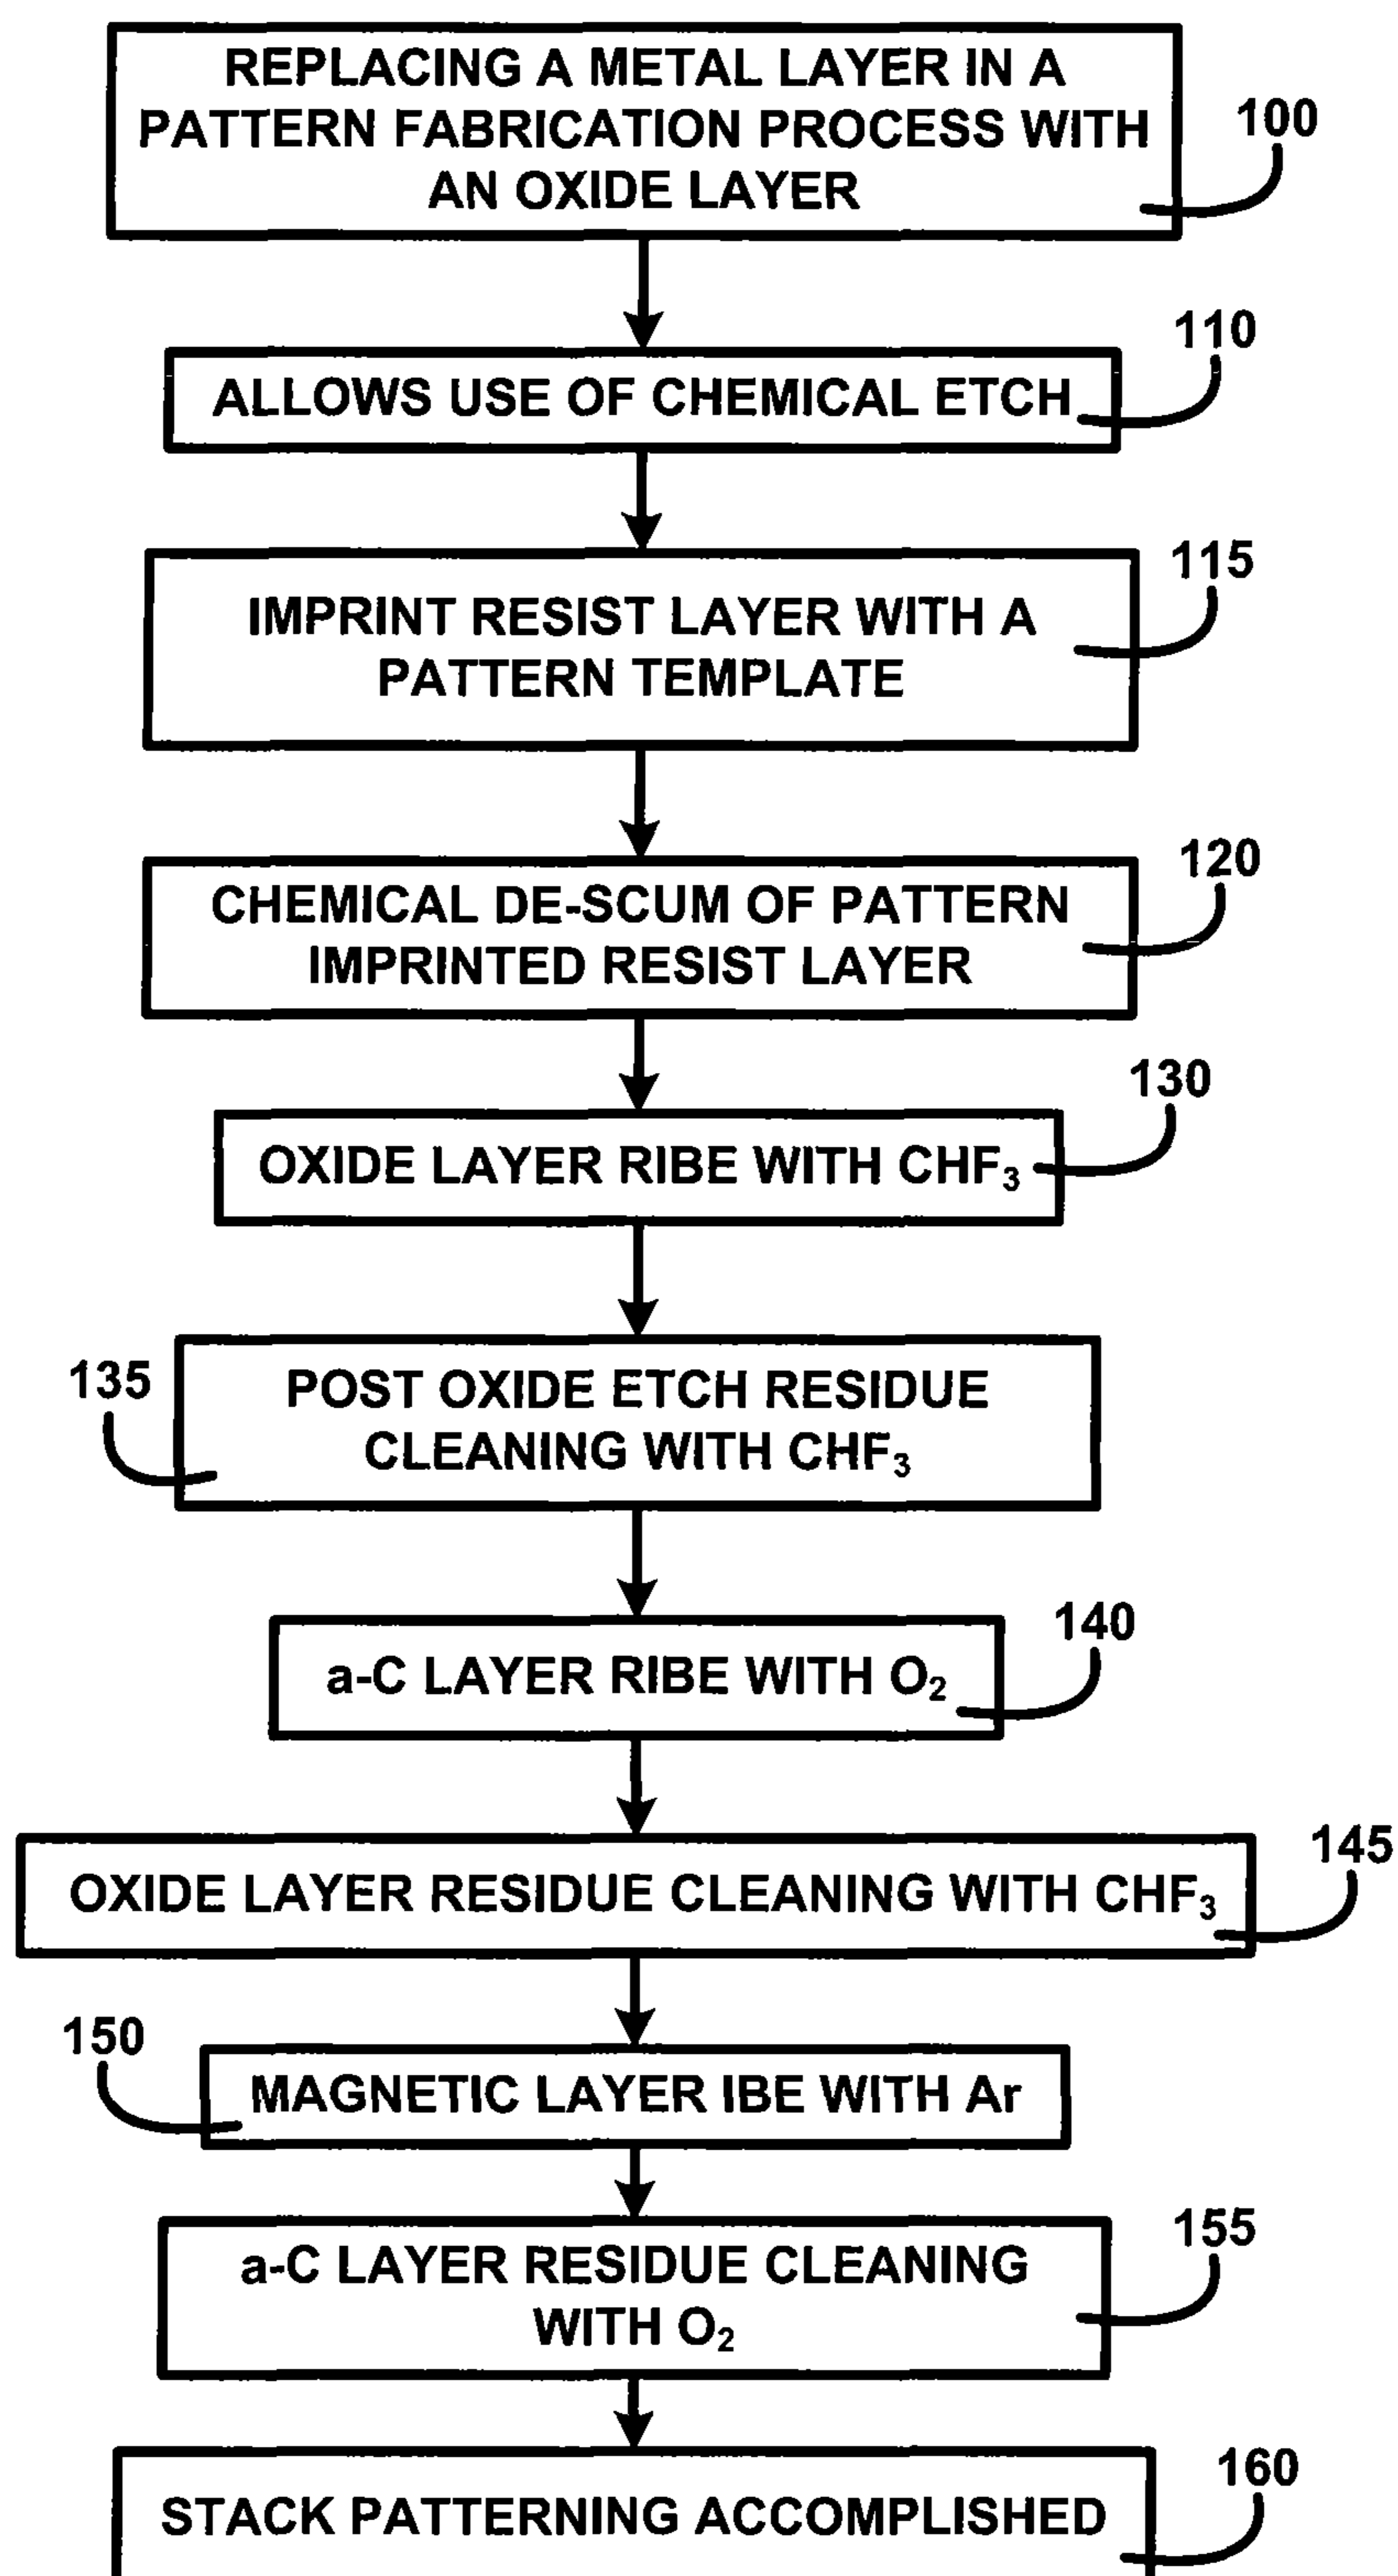 REPLACING A METAL LAYER IN A
PATTERN FABRICATION PROCESS WITH
AN OXIDE LAYER
100
ALLOWS USE OF CHEMICAL ETCH
110
IMPRINT RESIST LAYER WITH A
PATTERN TEMPLATE
115
CHEMICAL DE-SCUM OF PATTERN
IMPRINTED RESIST LAYER
120
OXIDE LAYER RIBE WITH CHF₃
130
135
POST OXIDE ETCH RESIDUE
CLEANING WITH CHF₃
a-C LAYER RIBE WITH O₂
140
OXIDE LAYER RESIDUE CLEANING WITH CHF₃
145
150
MAGNETIC LAYER IBE WITH Ar
a-C LAYER RESIDUE CLEANING
WITH O₂
155
STACK PATTERNING ACCOMPLISHED
160